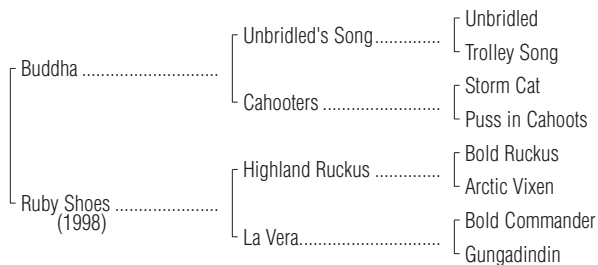 Unbridled
Unbridled's Song..............
Trolley Song
Buddha .............................
Storm Cat
Cahooters .........................
Puss in Cahoots
Bold Ruckus
Highland Ruckus ..............
Arctic Vixen
Ruby Shoes ......................
(1998)
Bold Commander
La Vera..............................
Gungadindin